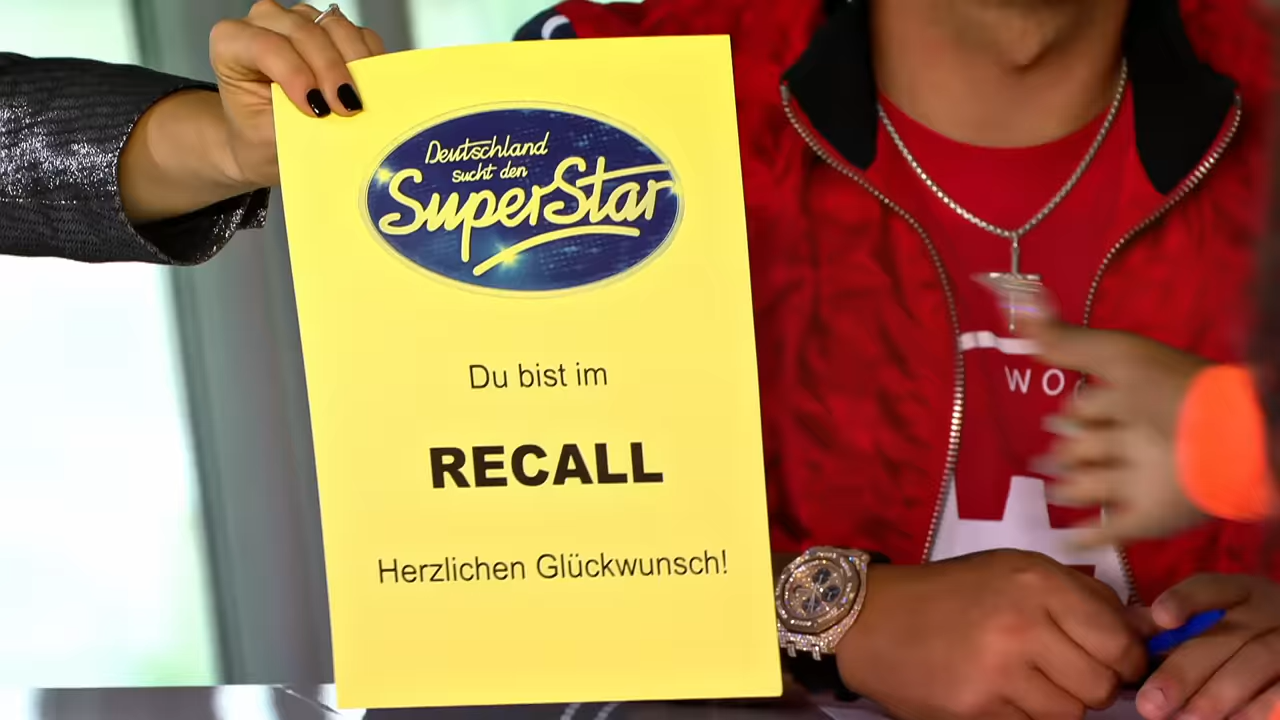 Deutschland
sucht den
SuperStar
Du bist im
RECALL
Herzlichen Glückwunsch!